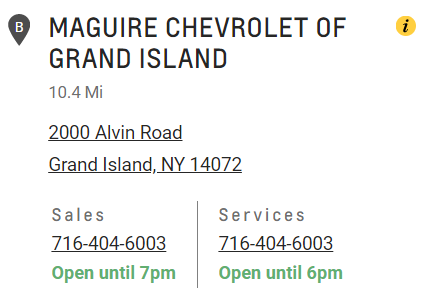 B
MAGUIRE CHEVROLET OF
GRAND ISLAND
i
10.4 Mi
2000 Alvin Road
Grand Island, NY 14072
Sales
716-404-6003
Open until 7pm
Services
716-404-6003
Open until 6pm